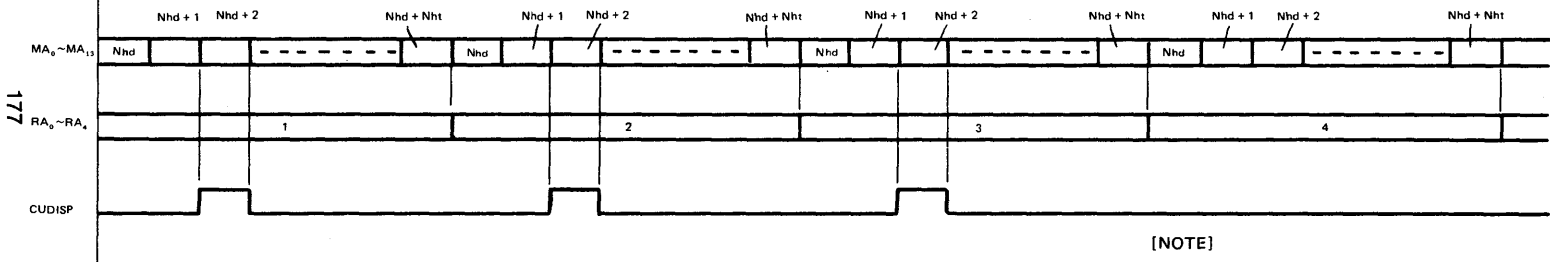 Nhd + 1 Nhd + 2 Nhd + Nht Nhd + 1 Nhd + 2 Nhd + Nht Nhd + 1 Nhd + 2 Nhd + Nht Nhd + 1 Nhd + 2 Nhd + Nht
MA₀~MA₁₃ Nhd Nhd Nhd Nhd
177
RA₀~RA₄ 1 2 3 4
CUDISP
[NOTE]